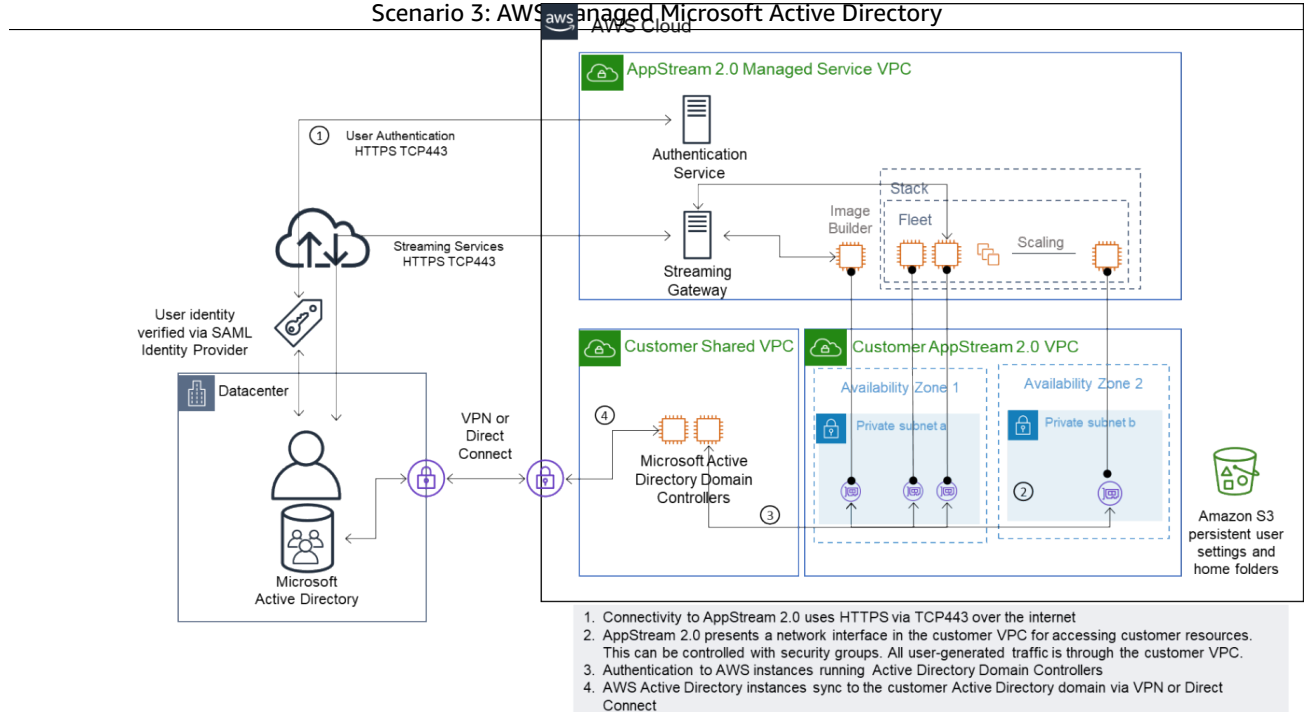 Scenario 3: AWS Managed Microsoft Active Directory
aws
AWS Cloud
AppStream 2.0 Managed Service VPC
1
User Authentication
HTTPS TCP443
Authentication
Service
Stack
Image
Builder
Fleet
Scaling
Streaming Services
HTTPS TCP443
Streaming
Gateway
User identity
verified via SAML
Identity Provider
Customer Shared VPC
Customer AppStream 2.0 VPC
Datacenter
Availability Zone 1
Availability Zone 2
VPN or
Direct
Connect
4
Private subnet a
Private subnet b
Microsoft Active
Directory Domain
Controllers
2
3
Amazon S3
persistent user
settings and
home folders
Microsoft
Active Directory
1. Connectivity to AppStream 2.0 uses HTTPS via TCP443 over the internet
2. AppStream 2.0 presents a network interface in the customer VPC for accessing customer resources.
This can be controlled with security groups. All user-generated traffic is through the customer VPC.
3. Authentication to AWS instances running Active Directory Domain Controllers
4. AWS Active Directory instances sync to the customer Active Directory domain via VPN or Direct
Connect